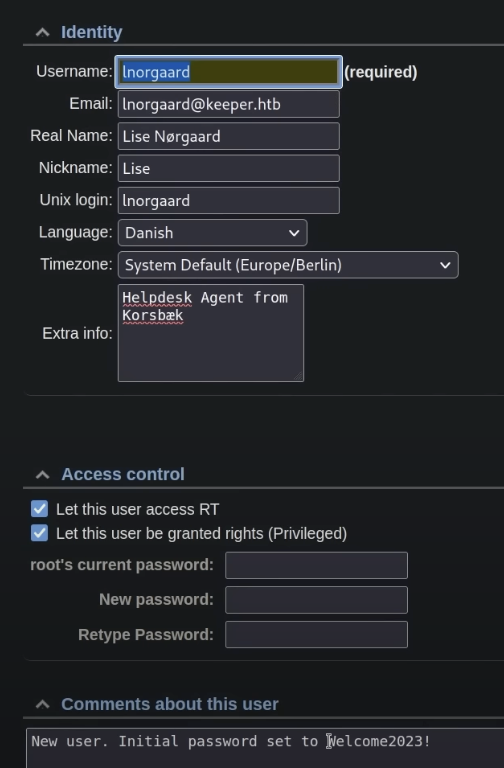 Identity
Username: lnorgaard (required)
Email: lnorgaard@keeper.htb
Real Name: Lise Nørgaard
Nickname: Lise
Unix login: lnorgaard
Language: Danish
Timezone: System Default (Europe/Berlin)
Extra info: Helpdesk Agent from
Korsbæk
Access control
Let this user access RT
Let this user be granted rights (Privileged)
root's current password:
New password:
Retype Password:
Comments about this user
New user. Initial password set to Welcome2023!